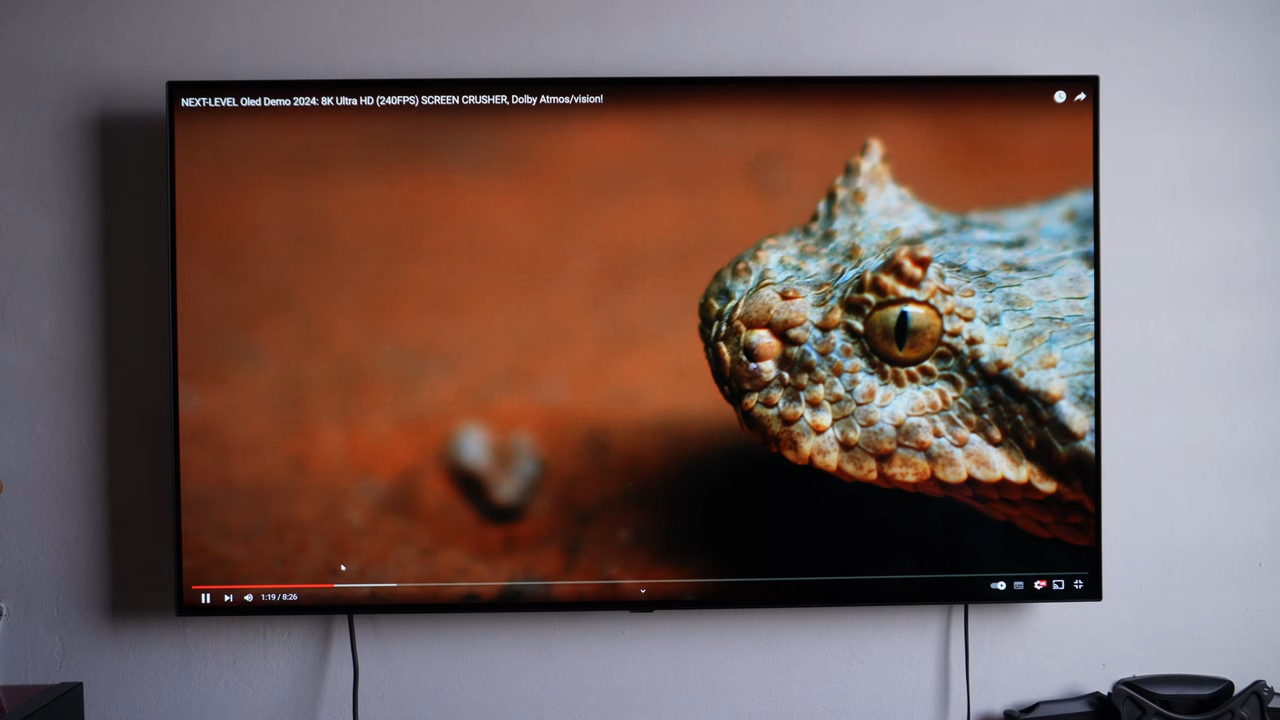 NEXT-LEVEL Oled Demo 2024: 8K Ultra HD (240FPS) SCREEN CRUSHER, Dolby Atmos/vision!
1:19 / 8:26